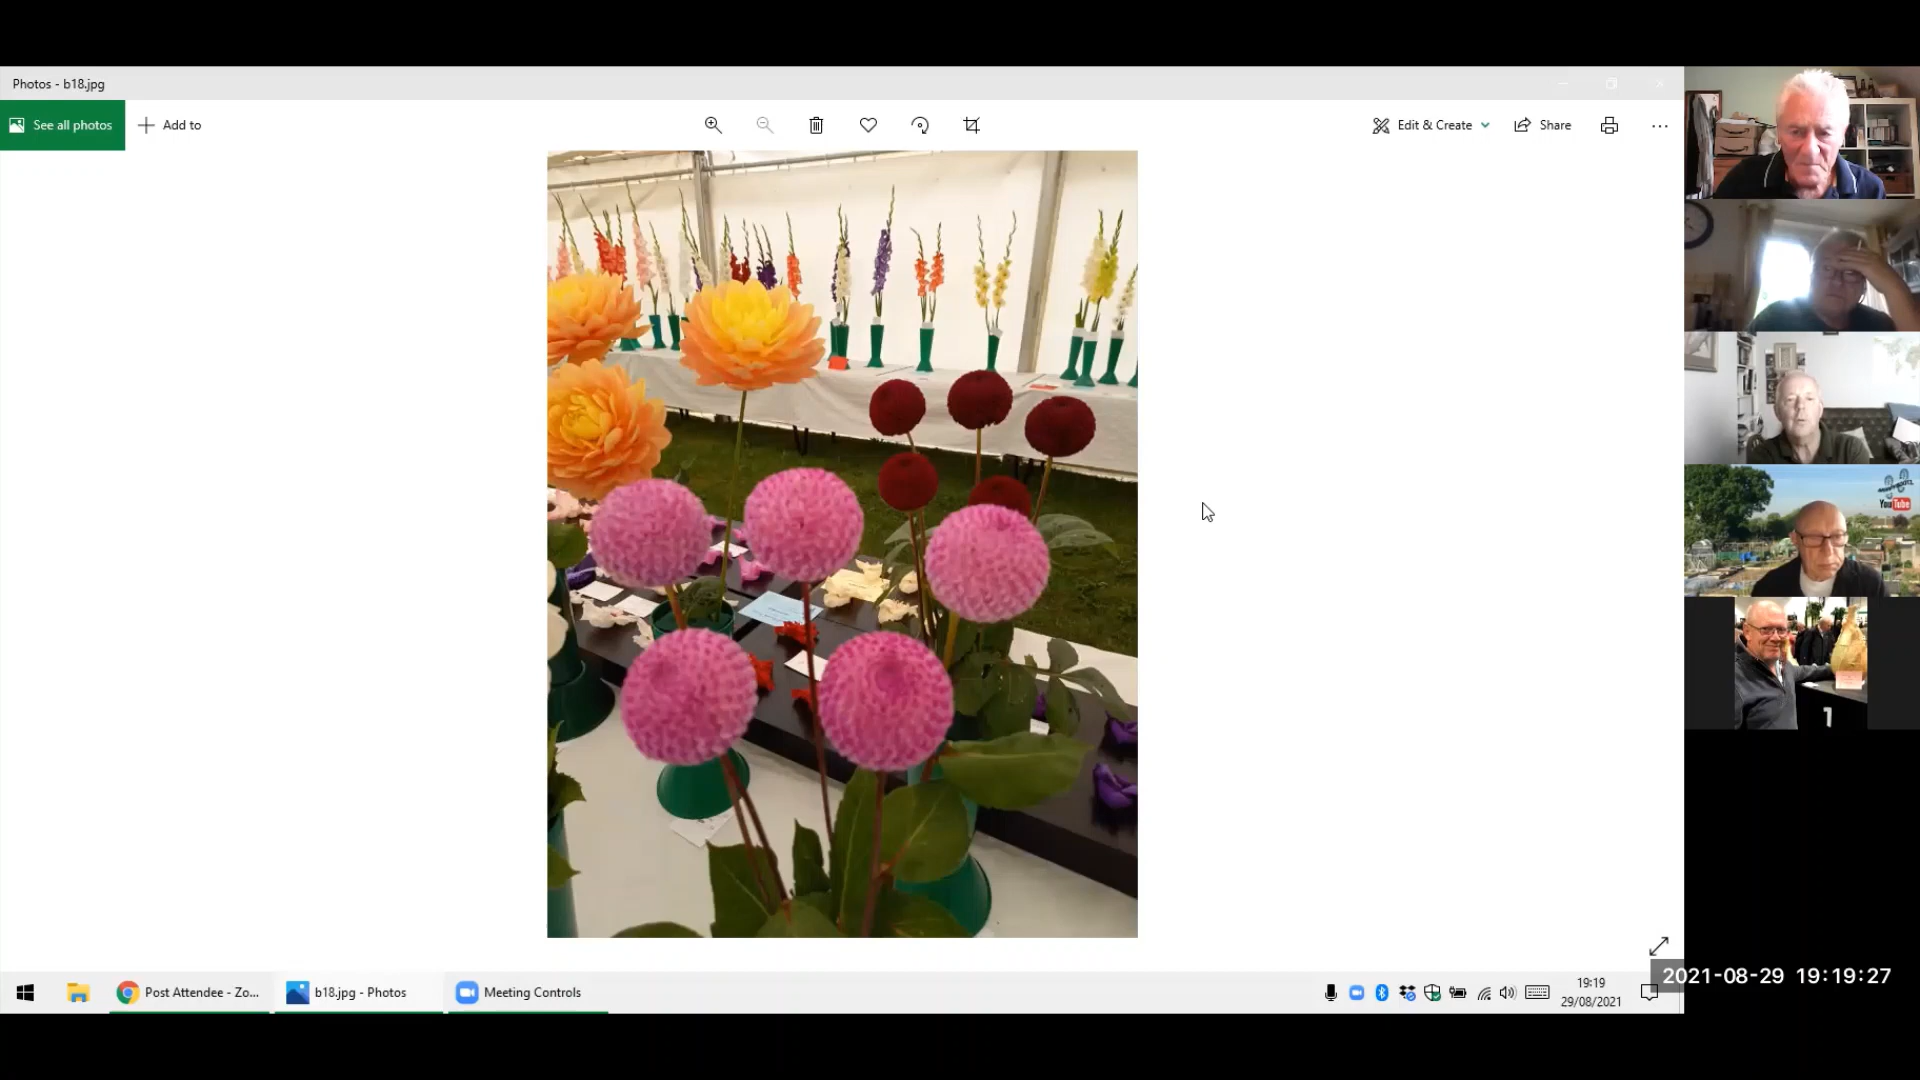 Photos - b18.jpg
See all photos
Add to
Edit & Create
Share
YouTube
1
Post Attendee - Zo...
b18.jpg - Photos
Meeting Controls
19:19
29/08/2021
2021-08-29 19:19:27